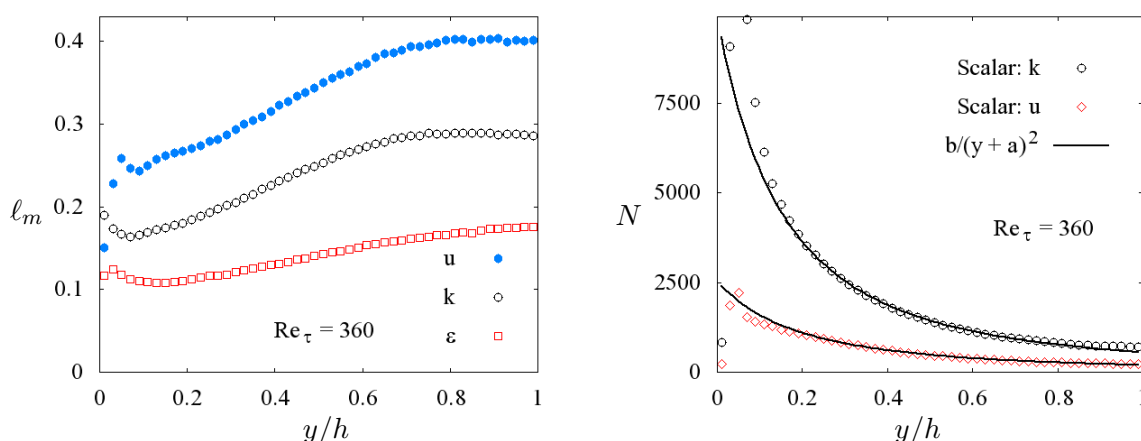 0.4
0.3
0.2
0.1
0
ℓm
u
k
ε
Reτ = 360
0 0.2 0.4 0.6 0.8 1
y/h
7500
5000
2500
0
N
Scalar: k
Scalar: u
b/(y + a)²
Reτ = 360
0 0.2 0.4 0.6 0.8 1
y/h